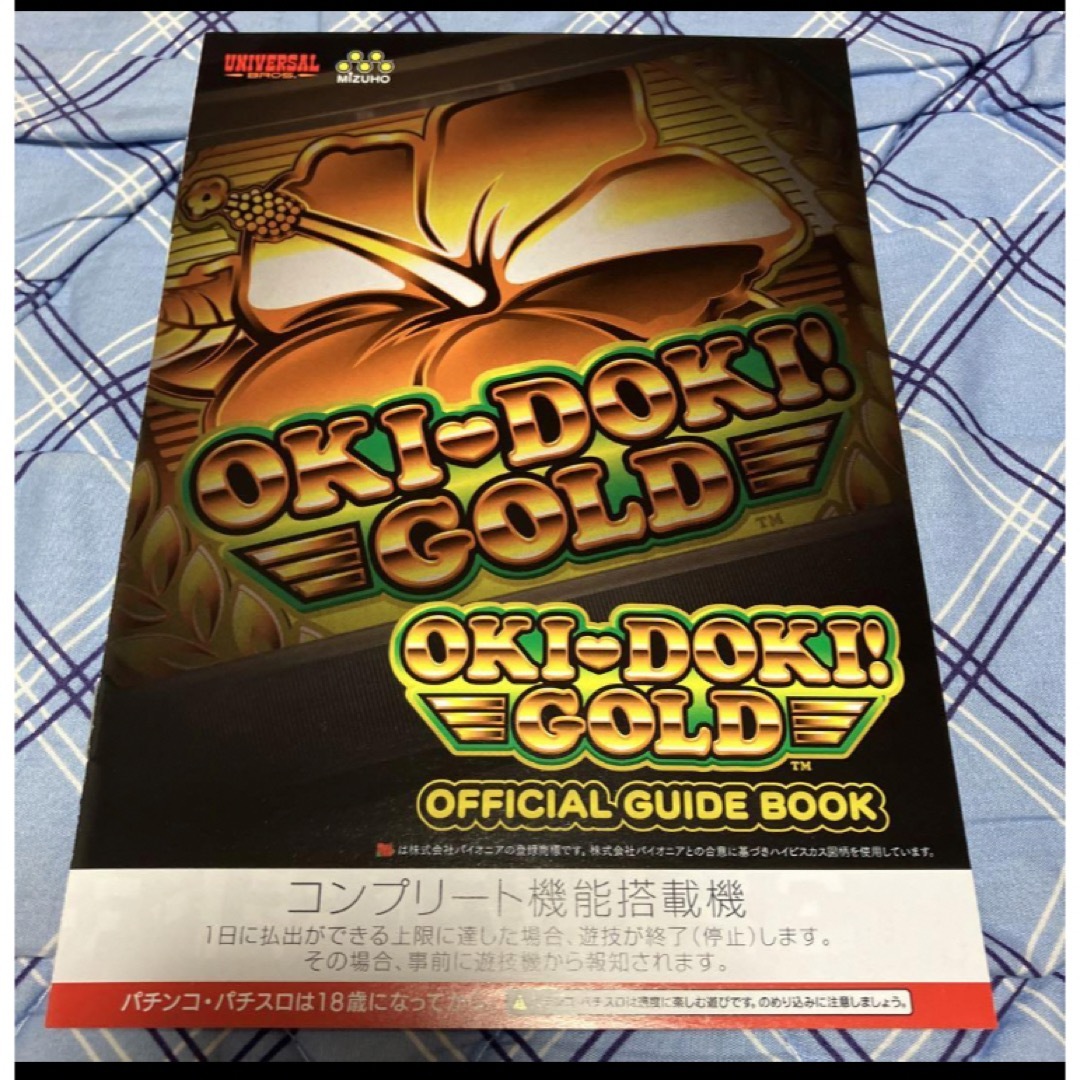 UNIVERSAL
BROS.
MIZUHO
OKI DOKI!
GOLD
TM
OKI DOKI!
GOLD
TM
OFFICIAL GUIDE BOOK
は株式会社パイオニアの登録商標です。株式会社パイオニアとの合意に基づきハイビスカス図柄を使用しています。
コンプリート機能搭載機
1日に払出ができる上限に達した場合、遊技が終了(停止)します。
その場合、事前に遊技機から報知されます。
パチンコ・パチスロは18歳になってから
パチンコ・パチスロは適度に楽しむ遊びです。のめり込みに注意しましょう。